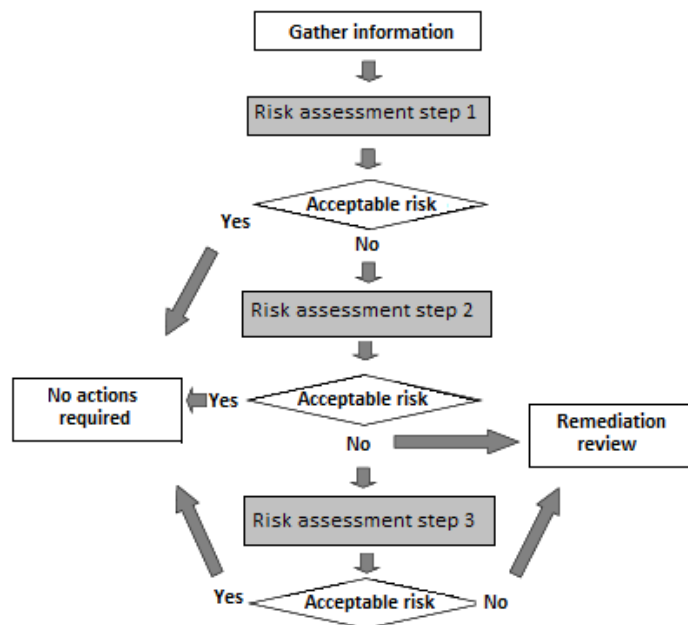 Gather information
Risk assessment step 1
Acceptable risk
Yes
No
Risk assessment step 2
No actions
required
Yes
Acceptable risk
No
Remediation
review
Risk assessment step 3
Yes
Acceptable risk
No